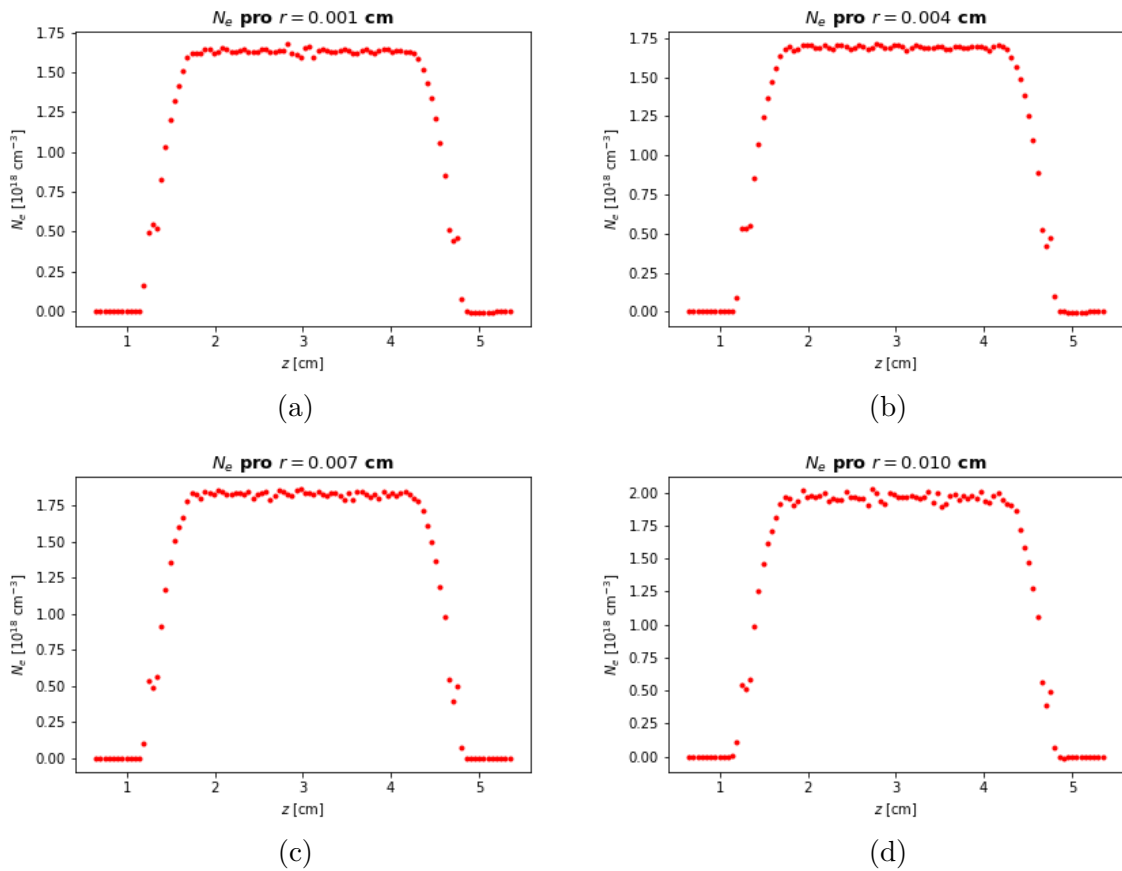 N_e pro r = 0.001 cm
1.75
1.50
1.25
1.00
0.75
0.50
0.25
0.00
N_e [10^18 cm^−3]
1 2 3 4 5
z [cm]
(a)
N_e pro r = 0.004 cm
1.75
1.50
1.25
1.00
0.75
0.50
0.25
0.00
N_e [10^18 cm^−3]
1 2 3 4 5
z [cm]
(b)
N_e pro r = 0.007 cm
1.75
1.50
1.25
1.00
0.75
0.50
0.25
0.00
N_e [10^18 cm^−3]
1 2 3 4 5
z [cm]
(c)
N_e pro r = 0.010 cm
2.00
1.75
1.50
1.25
1.00
0.75
0.50
0.25
0.00
N_e [10^18 cm^−3]
1 2 3 4 5
z [cm]
(d)